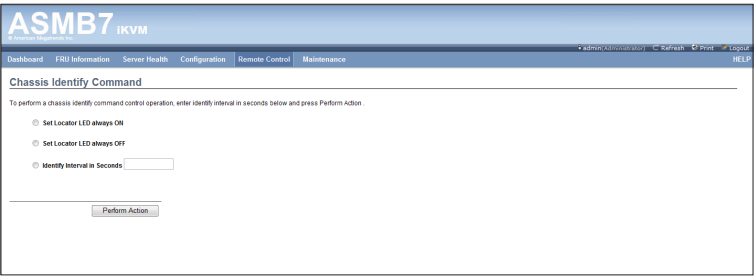 ASMB7 iKVM
© American Megatrends Inc.
• admin(Administrator) Refresh Print Logout
Dashboard FRU Information Server Health Configuration Remote Control Maintenance HELP
Chassis Identify Command
To perform a chassis identify command control operation, enter identify interval in seconds below and press Perform Action .
Set Locator LED always ON
Set Locator LED always OFF
Identify Interval in Seconds
Perform Action